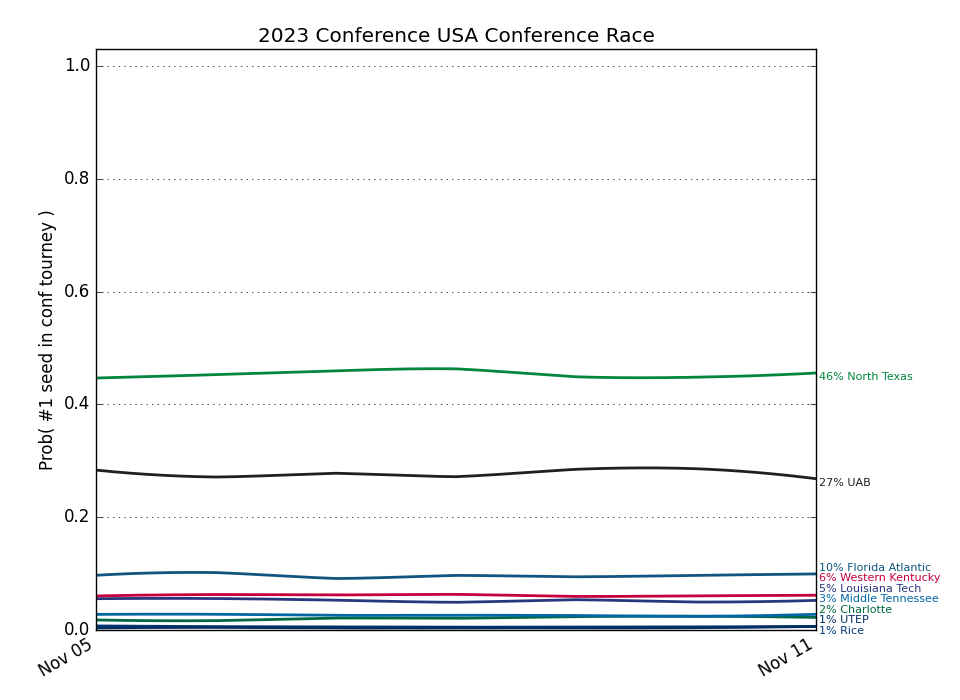 2023 Conference USA Conference Race
Prob( #1 seed in conf tourney )
1.0
0.8
0.6
0.4
0.2
0.0
46% North Texas
27% UAB
10% Florida Atlantic
6% Western Kentucky
5% Louisiana Tech
3% Middle Tennessee
2% Charlotte
1% UTEP
1% Rice
Nov 05
Nov 11